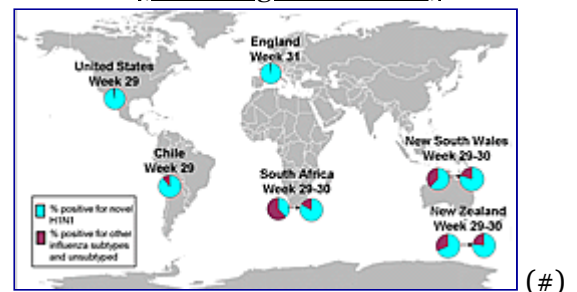 England
Week 31
United States
Week 29
Chile
Week 29
South Africa
Week 29-30
New South Wales
Week 29-30
New Zealand
Week 29-30
% positive for novel
H1N1
% positive for other
influenza subtypes
and unsubtyped
(#)